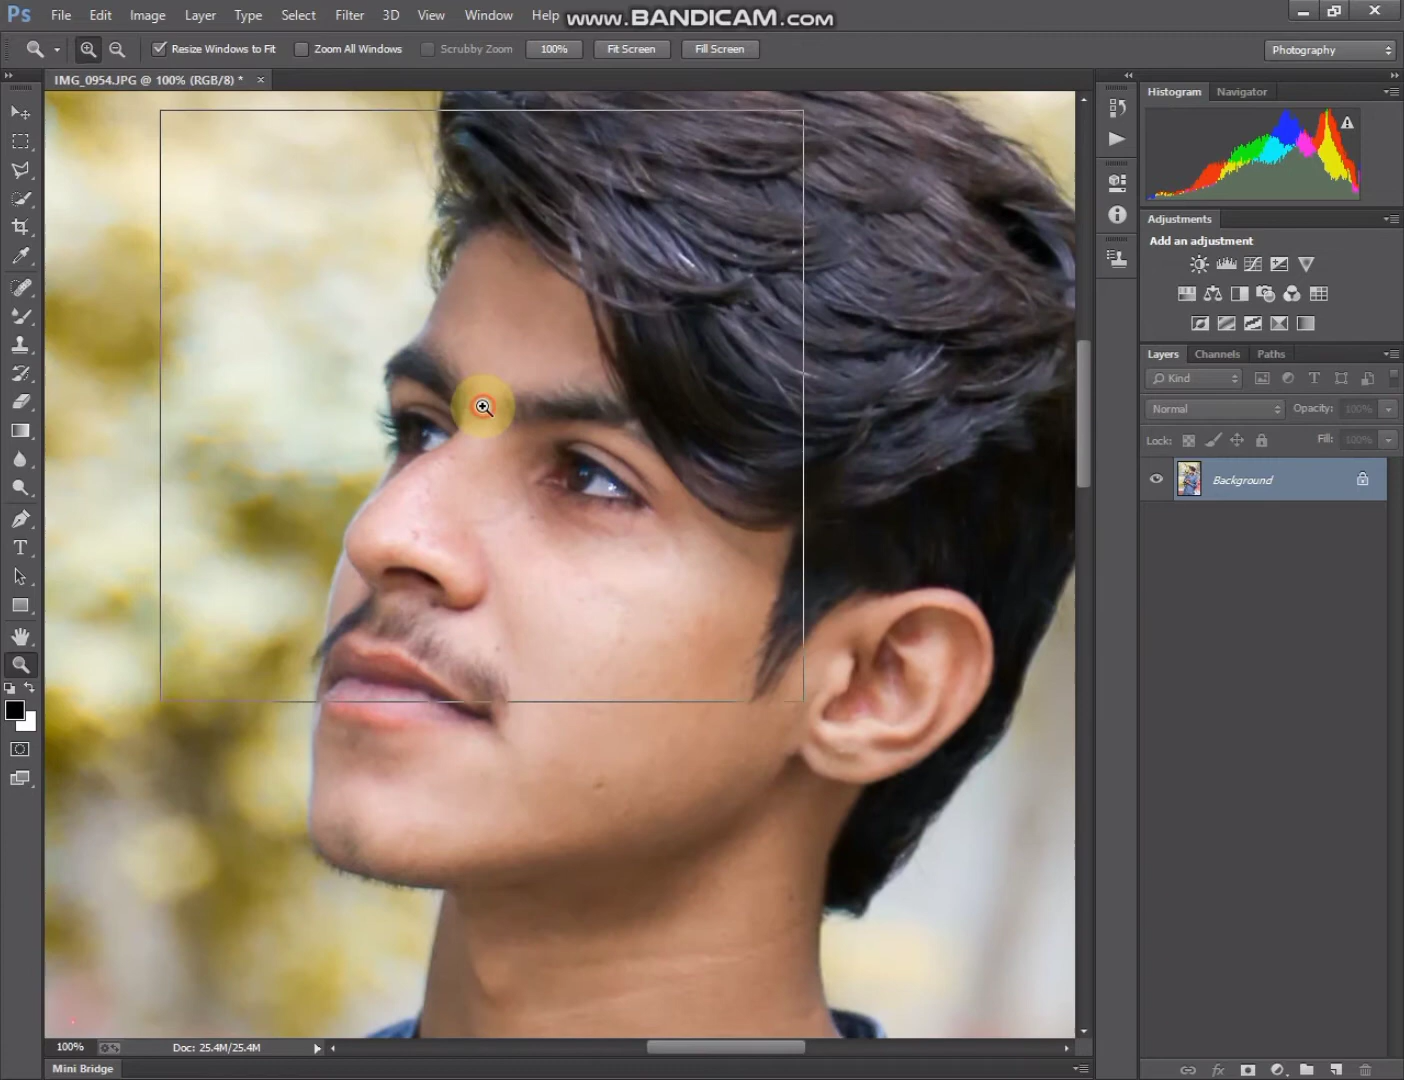 Ps File Edit Image Layer Type Select Filter 3D View Window Help www.BANDICAM.com
Resize Windows to Fit Zoom All Windows Scrubby Zoom 100% Fit Screen Fill Screen Photography
IMG_0954.JPG @ 100% (RGB/8) *
Histogram Navigator
Adjustments
Add an adjustment
Layers Channels Paths
Kind
Normal Opacity: 100%
Lock: Fill: 100%
Background
100% Doc: 25.4M/25.4M
Mini Bridge